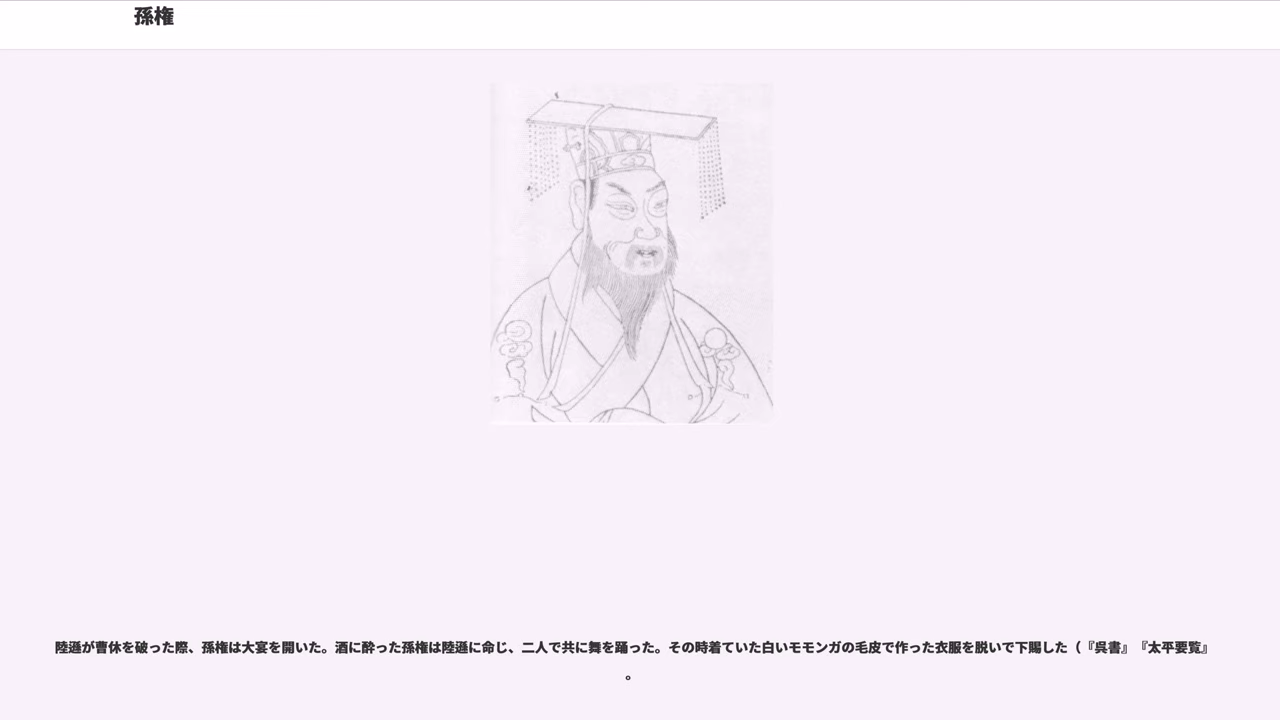 孫権
陸遜が曹休を破った際、孫権は大宴を開いた。酒に酔った孫権は陸遜に命じ、二人で共に舞を踊った。その時着ていた白いモモンガの毛皮で作った衣服を脱いで下賜した（『呉書』『太平要覧』
。